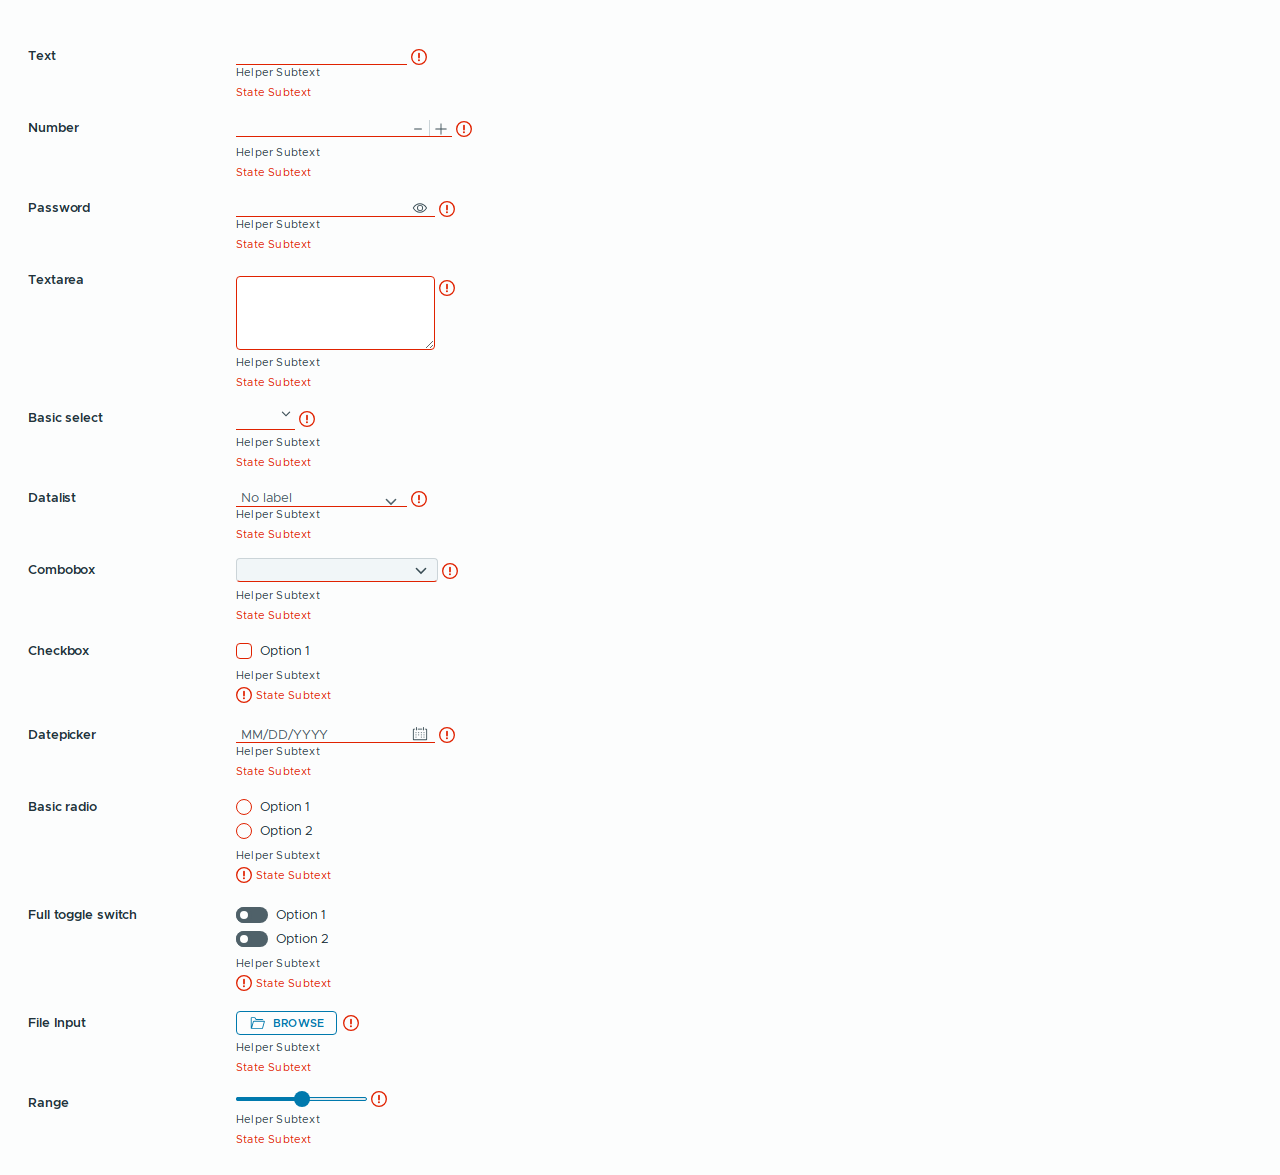 Text
Helper Subtext
State Subtext
Number
Helper Subtext
State Subtext
Password
Helper Subtext
State Subtext
Textarea
Helper Subtext
State Subtext
Basic select
Helper Subtext
State Subtext
Datalist No label
Helper Subtext
State Subtext
Combobox
Helper Subtext
State Subtext
Checkbox Option 1
Helper Subtext
State Subtext
Datepicker MM/DD/YYYY
Helper Subtext
State Subtext
Basic radio Option 1
Option 2
Helper Subtext
State Subtext
Full toggle switch Option 1
Option 2
Helper Subtext
State Subtext
File Input BROWSE
Helper Subtext
State Subtext
Range
Helper Subtext
State Subtext